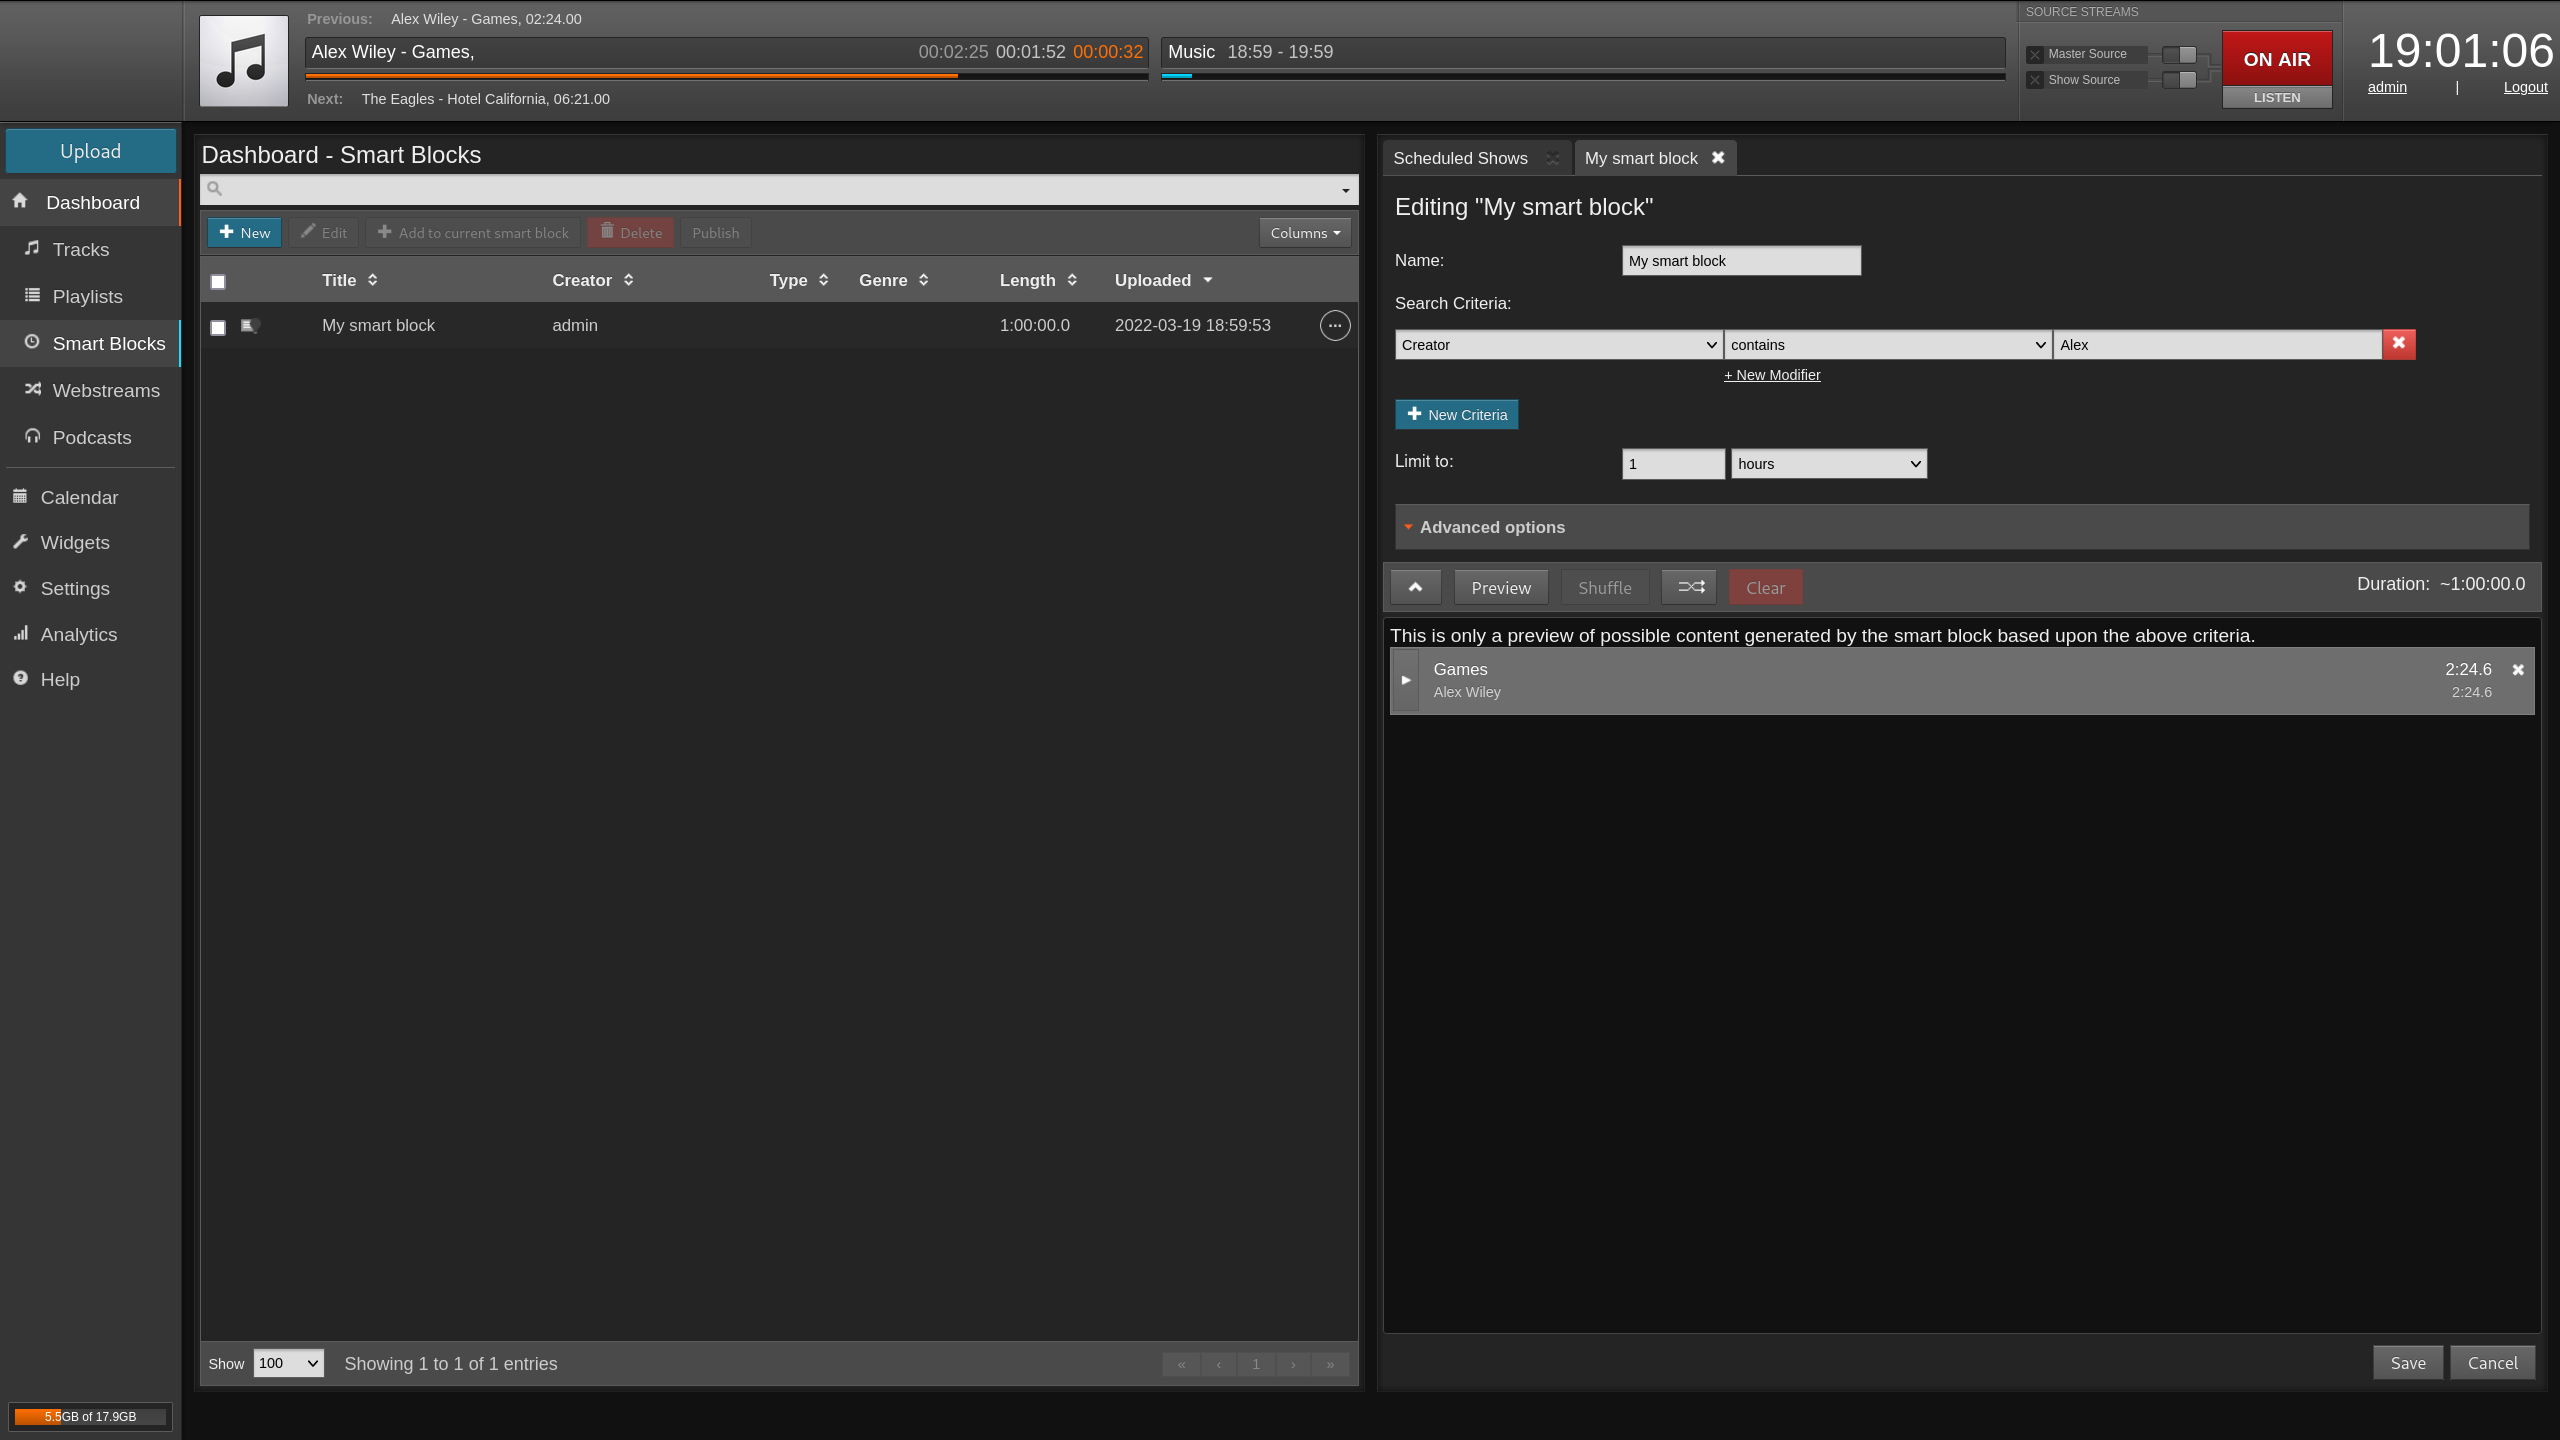 Previous: Alex Wiley - Games, 02:24.00
Alex Wiley - Games, 00:02:25 00:01:52 00:00:32
Music 18:59 - 19:59
Next: The Eagles - Hotel California, 06:21.00
SOURCE STREAMS
Master Source
Show Source
ON AIR
LISTEN
19:01:06
admin | Logout
Upload
Dashboard
Tracks
Playlists
Smart Blocks
Webstreams
Podcasts
Calendar
Widgets
Settings
Analytics
Help
5.5GB of 17.9GB
Dashboard - Smart Blocks
New Edit Add to current smart block Delete Publish Columns
Title Creator Type Genre Length Uploaded
My smart block admin 1:00:00.0 2022-03-19 18:59:53
Show 100 Showing 1 to 1 of 1 entries « ‹ 1 › »
Scheduled Shows My smart block
Editing "My smart block"
Name: My smart block
Search Criteria:
Creator contains Alex
+ New Modifier
New Criteria
Limit to: 1 hours
Advanced options
Preview Shuffle Clear Duration: ~1:00:00.0
This is only a preview of possible content generated by the smart block based upon the above criteria.
Games 2:24.6
Alex Wiley 2:24.6
Save Cancel